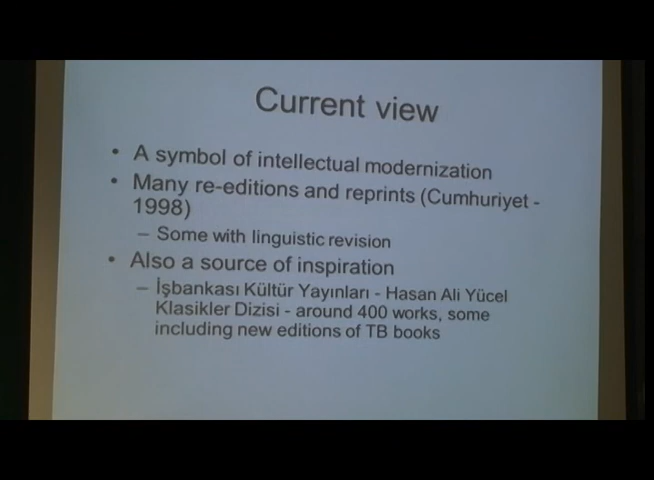 Current view
• A symbol of intellectual modernization
• Many re-editions and reprints (Cumhuriyet -
1998)
– Some with linguistic revision
• Also a source of inspiration
– İşbankası Kültür Yayınları - Hasan Ali Yücel
Klasikler Dizisi - around 400 works, some
including new editions of TB books